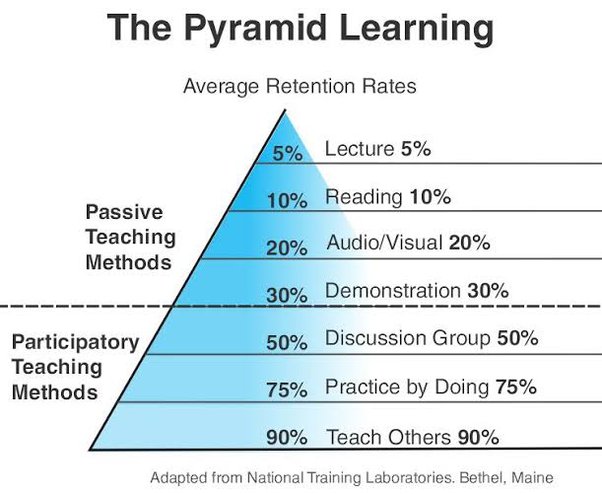 The Pyramid Learning
Average Retention Rates
5% Lecture 5%
10% Reading 10%
Passive
Teaching
Methods
20% Audio/Visual 20%
30% Demonstration 30%
Participatory
Teaching
Methods
50% Discussion Group 50%
75% Practice by Doing 75%
90% Teach Others 90%
Adapted from National Training Laboratories. Bethel, Maine